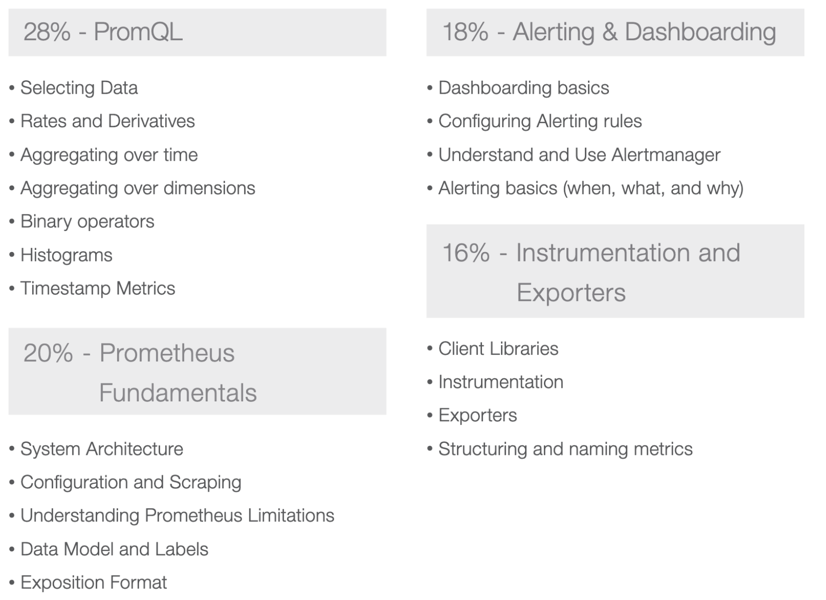 28% - PromQL
• Selecting Data
• Rates and Derivatives
• Aggregating over time
• Aggregating over dimensions
• Binary operators
• Histograms
• Timestamp Metrics
20% - Prometheus
Fundamentals
• System Architecture
• Configuration and Scraping
• Understanding Prometheus Limitations
• Data Model and Labels
• Exposition Format
18% - Alerting & Dashboarding
• Dashboarding basics
• Configuring Alerting rules
• Understand and Use Alertmanager
• Alerting basics (when, what, and why)
16% - Instrumentation and
Exporters
• Client Libraries
• Instrumentation
• Exporters
• Structuring and naming metrics